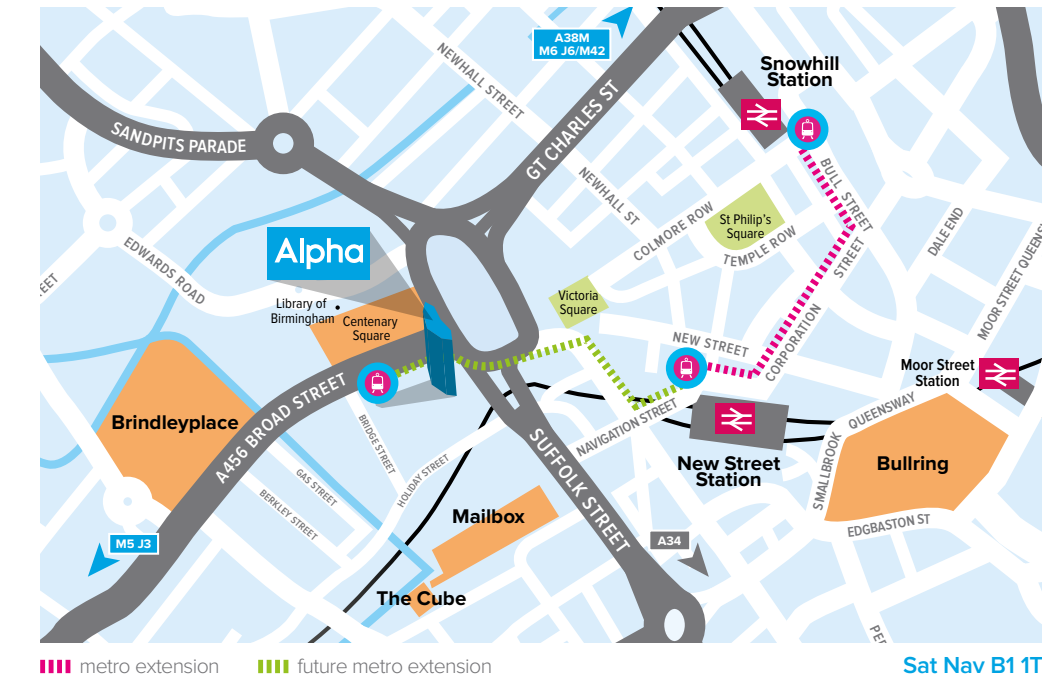 A38M
M6 J6/M42
Snowhill
Station
NEWHALL STREET
SANDPITS PARADE
GT CHARLES ST
BULL STREET
NEWHALL ST
St Philip's
Square
COLMORE ROW
TEMPLE ROW
DALE END
MOOR STREET QUEENS
EDWARDS ROAD
EET
Alpha
Library of
Birmingham
Centenary
Square
Victoria
Square
NEW STREET
CORPORATION STREET
Moor Street
Station
A456 BROAD STREET
Brindleyplace
BRIDGE STREET
HOLIDAY STREET
NAVIGATION STREET
SMALLBROOK QUEENSWAY
GAS STREET
BERKLEY STREET
SUFFOLK STREET
New Street
Station
Bullring
Mailbox
EDGBASTON ST
M5 J3
A34
The Cube
metro extension
future metro extension
Sat Nav B1 1T